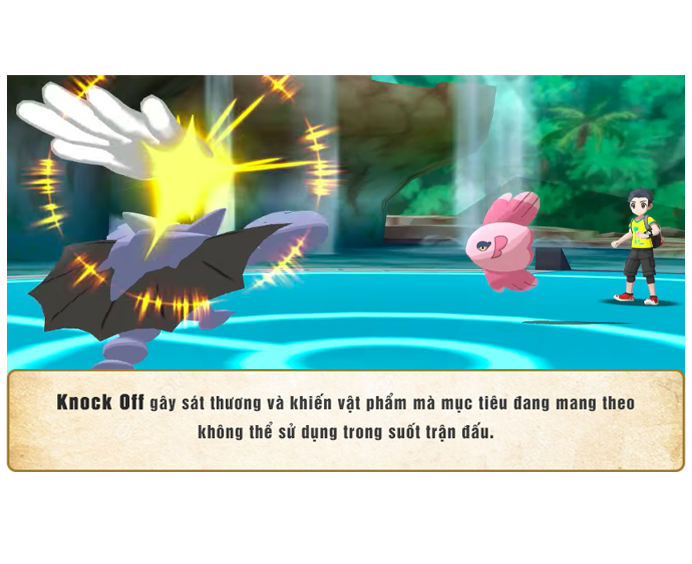 Knock Off gây sát thương và khiến vật phẩm mà mục tiêu đang mang theo
không thể sử dụng trong suốt trận đấu.